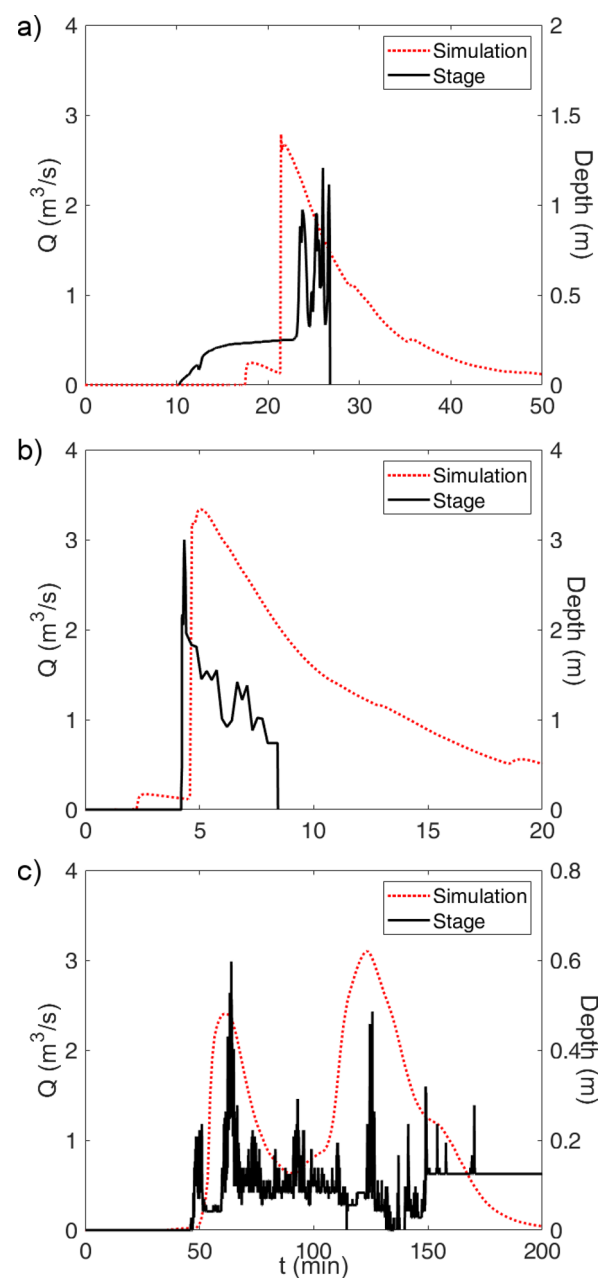 a)
4
3
2
1
0
Q (m³/s)
Simulation
Stage
2
1.5
1
0.5
0
Depth (m)
0 10 20 30 40 50
b)
4
3
2
1
0
Q (m³/s)
Simulation
Stage
4
3
2
1
0
Depth (m)
0 5 10 15 20
c)
4
3
2
1
0
Q (m³/s)
Simulation
Stage
0.8
0.6
0.4
0.2
0
Depth (m)
0 50 100 150 200
t (min)